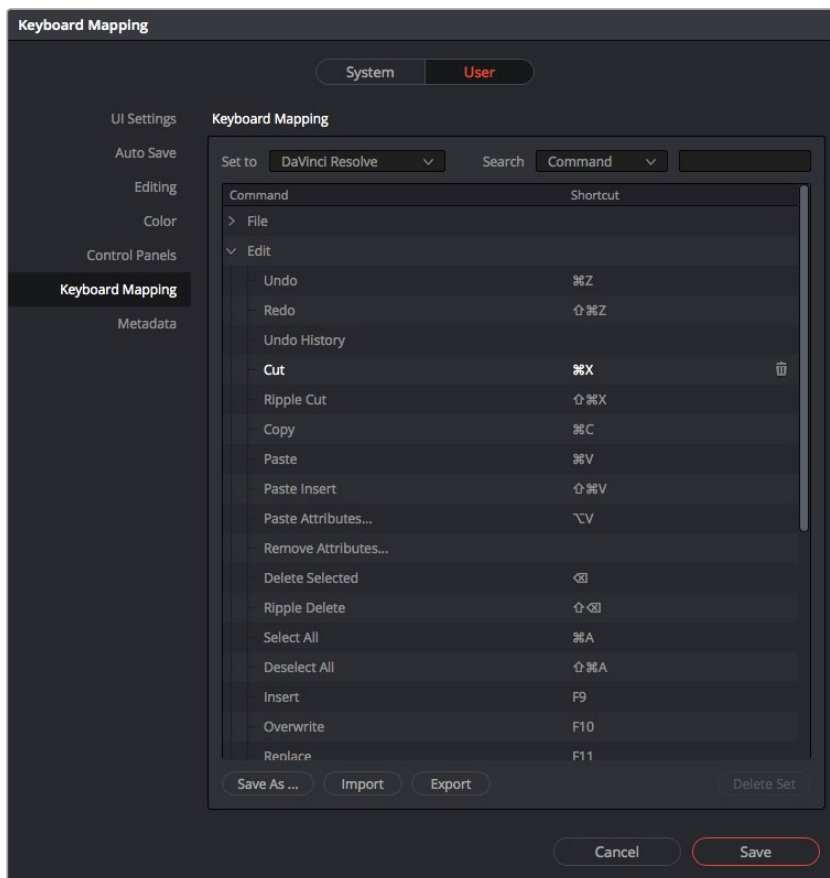 Keyboard Mapping
System User
UI Settings
Auto Save
Editing
Color
Control Panels
Keyboard Mapping
Metadata
Keyboard Mapping
Set to DaVinci Resolve Search Command
Command Shortcut
File
Edit
Undo ⌘Z
Redo ⇧⌘Z
Undo History
Cut ⌘X
Ripple Cut ⇧⌘X
Copy ⌘C
Paste ⌘V
Paste Insert ⇧⌘V
Paste Attributes... ⌥V
Remove Attributes...
Delete Selected ⌫
Ripple Delete ⇧⌫
Select All ⌘A
Deselect All ⇧⌘A
Insert F9
Overwrite F10
Replace F11
Save As ... Import Export Delete Set
Cancel Save